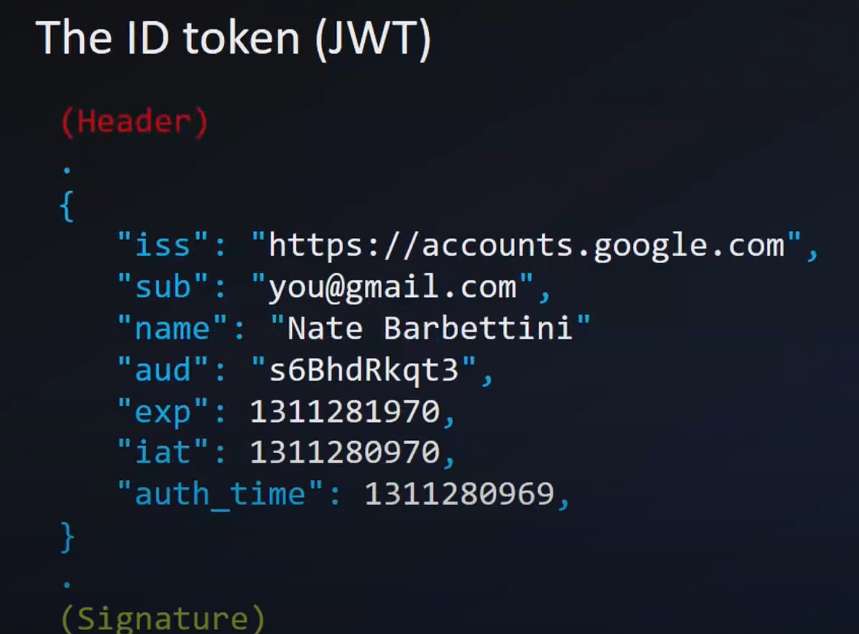 The ID token (JWT)
(Header)
.
{
"iss": "https://accounts.google.com",
"sub": "you@gmail.com",
"name": "Nate Barbettini"
"aud": "s6BhdRkqt3",
"exp": 1311281970,
"iat": 1311280970,
"auth_time": 1311280969,
}
.
(Signature)